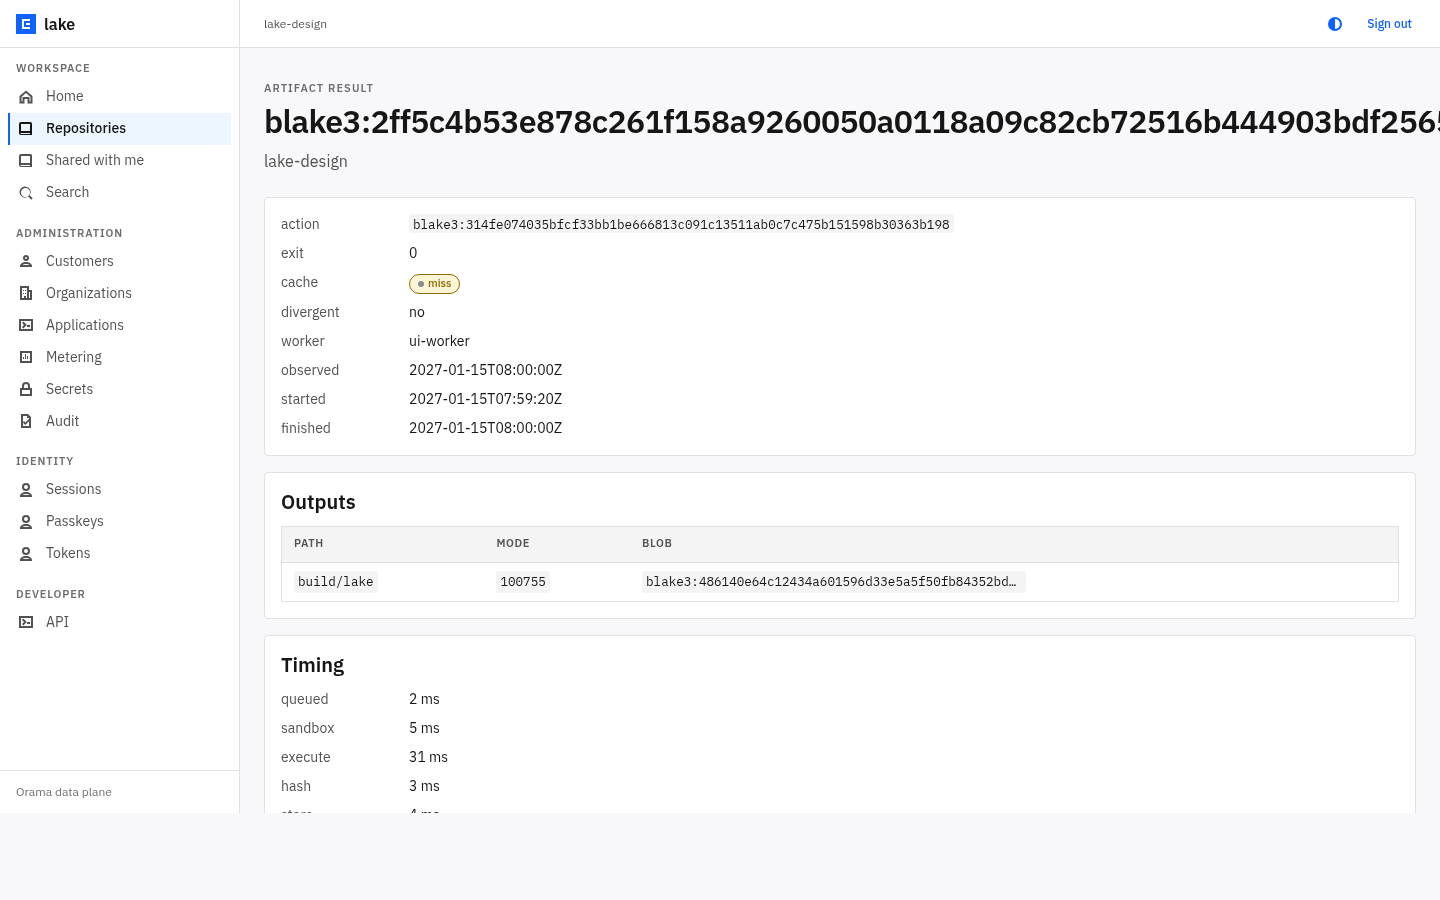 lake
lake-design
Sign out
WORKSPACE
Home
Repositories
Shared with me
Search
ADMINISTRATION
Customers
Organizations
Applications
Metering
Secrets
Audit
IDENTITY
Sessions
Passkeys
Tokens
DEVELOPER
API
Orama data plane
ARTIFACT RESULT
blake3:2ff5c4b53e878c261f158a9260050a0118a09c82cb72516b444903bdf256
lake-design
action blake3:314fe074035bfcf33bb1be666813c091c13511ab0c7c475b151598b30363b198
exit 0
cache miss
divergent no
worker ui-worker
observed 2027-01-15T08:00:00Z
started 2027-01-15T07:59:20Z
finished 2027-01-15T08:00:00Z
Outputs
PATH MODE BLOB
build/lake 100755 blake3:486140e64c12434a601596d33e5a5f50fb84352bd…
Timing
queued 2 ms
sandbox 5 ms
execute 31 ms
hash 3 ms